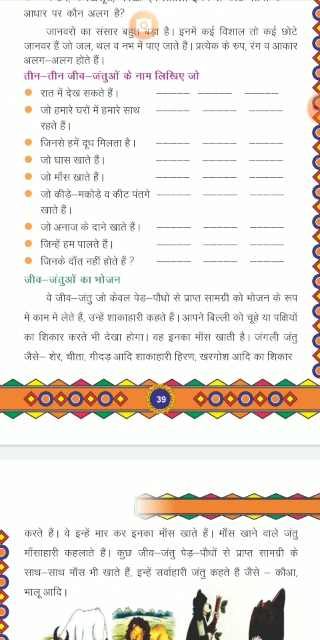 आधार पर कौन अलग है?
जानवरों का संसार बहुत बड़ा है। इनमें कई विशाल तो कई छोटे
जानवर हैं जो जल, थल व नभ में पाए जाते हैं। प्रत्येक के रुप, रंग व आकार
अलग–अलग होते हैं।
तीन–तीन जीव–जंतुओं के नाम लिखिए जो
रात में देख सकते हैं।
जो हमारे घरों में हमारे साथ
रहते हैं।
जिनसे हमें दूध मिलता है।
जो घास खाते हैं।
जो माँस खाते हैं।
जो कीड़े–मकोड़े व कीट पंतगे
खाते हैं।
जो अनाज के दाने खाते हैं।
जिन्हें हम पालते हैं।
जिनके दाँत नहीं होते हैं ?
जीव–जंतुओं का भोजन
वे जीव–जंतु जो केवल पेड़–पौधों से प्राप्त सामग्री को भोजन के रूप
में काम में लेते हैं, उन्हें शाकाहारी कहते हैं। आपने बिल्ली को चूहे या पक्षियों
का शिकार करते भी देखा होगा। वह इनका माँस खाती है। जंगली जंतु
जैसे– शेर, चीता, गीदड़ आदि शाकाहारी हिरण, खरगोश आदि का शिकार
39
करते हैं। वे इन्हें मार कर इनका माँस खाते हैं। माँस खाने वाले जंतु
माँसाहारी कहलाते हैं। कुछ जीव–जंतु पेड़–पौधों से प्राप्त सामग्री के
साथ–साथ माँस भी खाते हैं, इन्हें सर्वाहारी जंतु कहते हैं जैसे – कौआ,
भालू आदि।